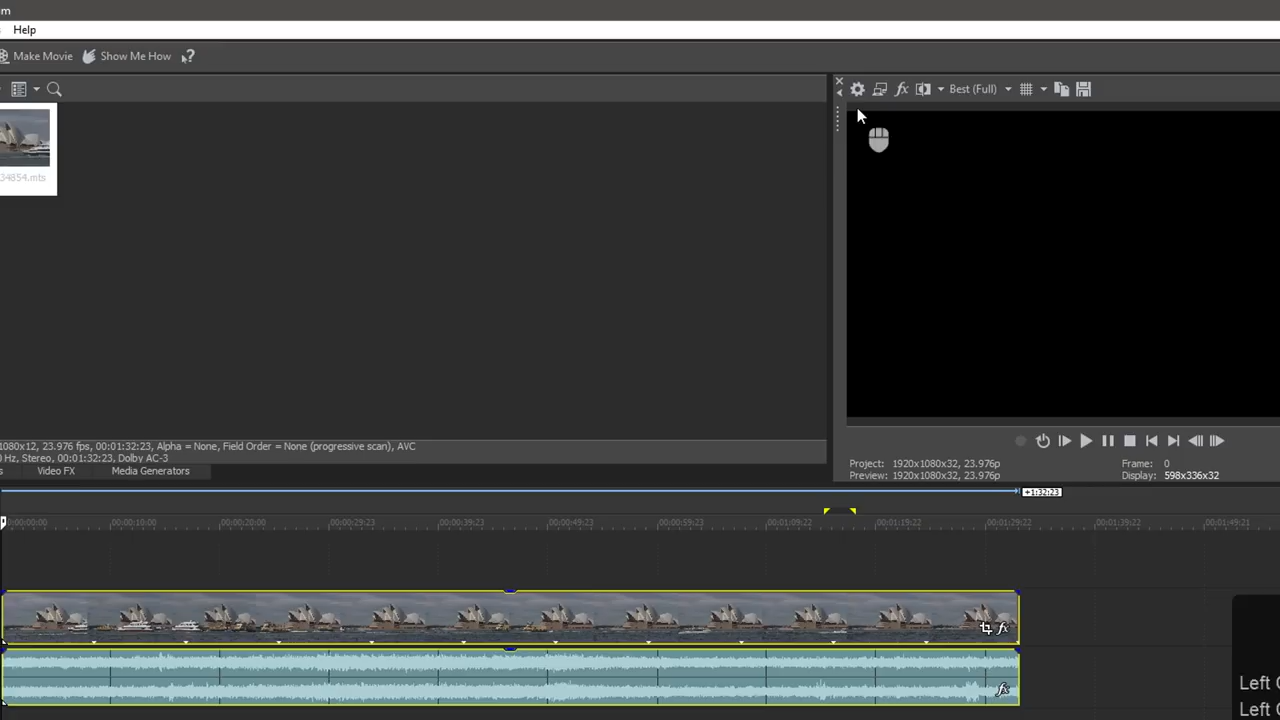 m
Help
Make Movie Show Me How
Best (Full)
34854.mts
1080x12, 23.976 fps, 00:01:32:23, Alpha = None, Field Order = None (progressive scan), AVC
Hz, Stereo, 00:01:32:23, Dolby AC-3
s Video FX Media Generators
Project: 1920x1080x32, 23.976p
Preview: 1920x1080x32, 23.976p
Frame: 0
Display: 598x336x32
+1:32:23
0:00:00:00 00:00:10:00 00:00:20:00 00:00:29:23 00:00:39:23 00:00:49:23 00:00:59:23 00:01:09:22 00:01:19:22 00:01:29:22 00:01:39:22 00:01:49:21
Left
Left